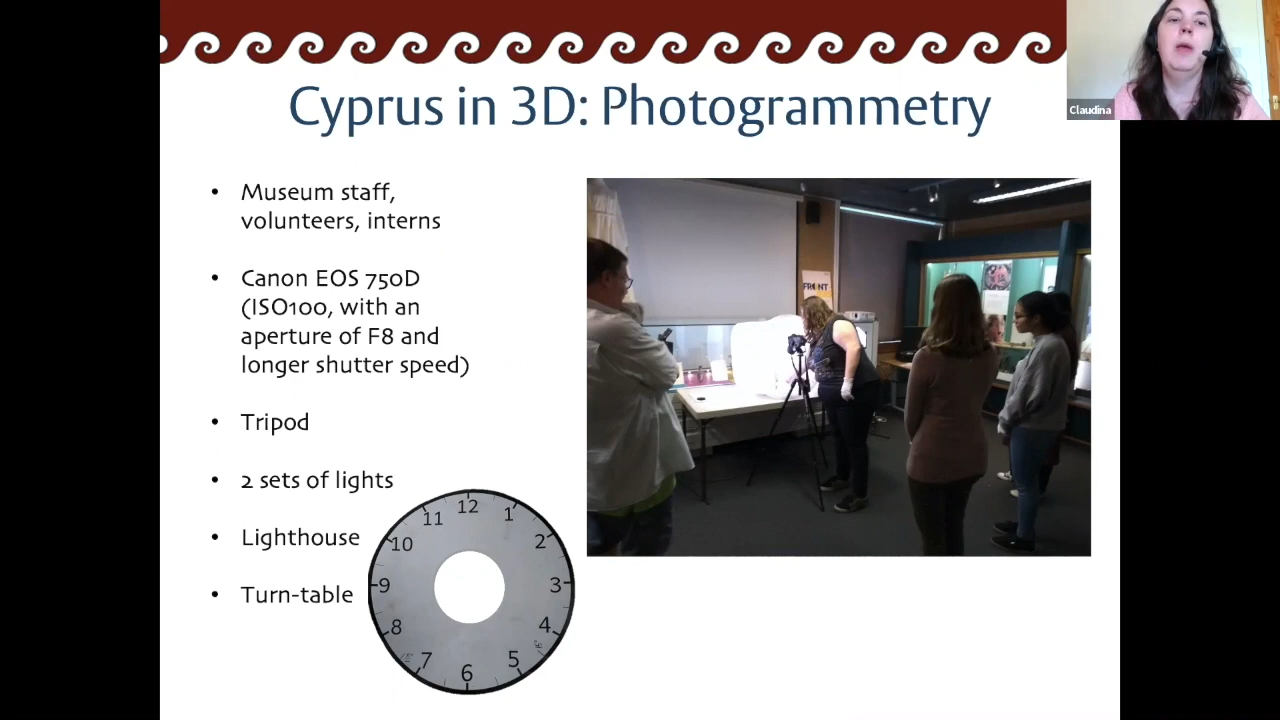 Claudina
Cyprus in 3D: Photogrammetry
• Museum staff,
volunteers, interns
• Canon EOS 750D
(ISO100, with an
aperture of F8 and
longer shutter speed)
• Tripod
• 2 sets of lights
• Lighthouse
• Turn-table
12
1
2
3
4
5
6
7
8
9
10
11
FRONT